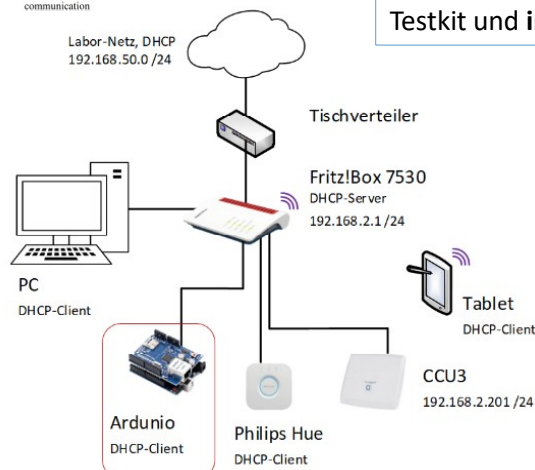 communication
Testkit und i
Labor-Netz, DHCP
192.168.50.0 /24
Tischverteiler
Fritz!Box 7530
DHCP-Server
192.168.2.1 /24
PC
DHCP-Client
Tablet
DHCP-Client
Ardunio
DHCP-Client
Philips Hue
DHCP-Client
CCU3
192.168.2.201 /24